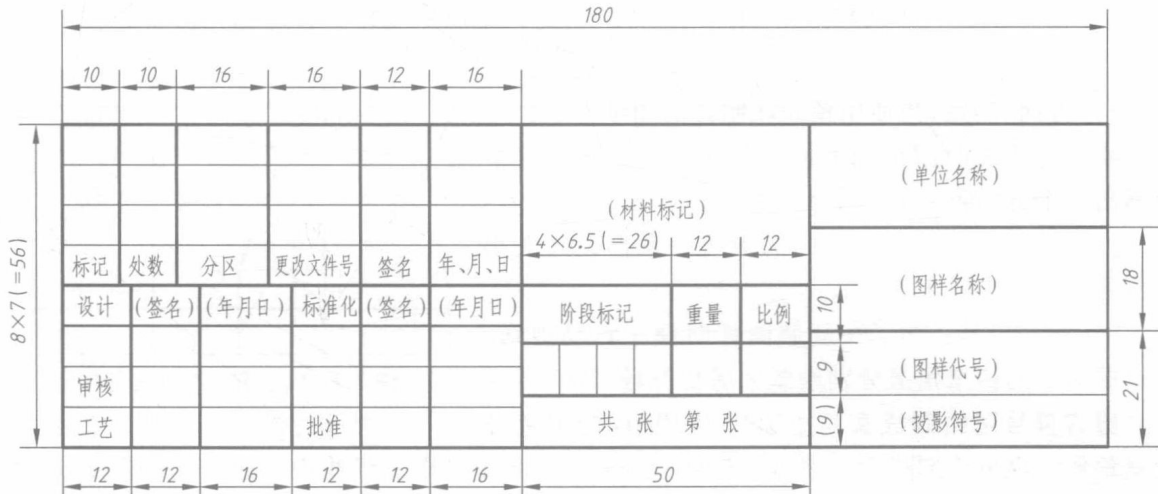 180
10 10 16 16 12 16
(单位名称)
(材料标记)
4×6.5(=26) 12 12
标记 处数 分区 更改文件号 签名 年、月、日
(图样名称)
18
8×7(=56)
设计 (签名) (年月日) 标准化 (签名) (年月日) 阶段标记 重量 比例 10
9
(图样代号)
21
审核
工艺 批准 共 张 第 张 (9) (投影符号)
12 12 16 12 12 16 50